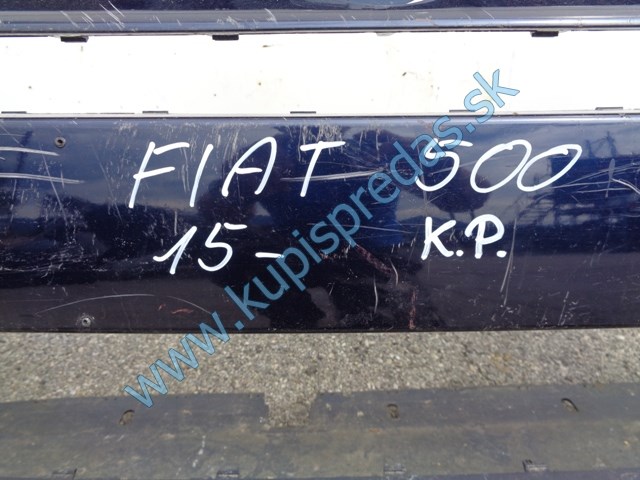 FIAT 500
15- K.P.
www.kupispredas.sk